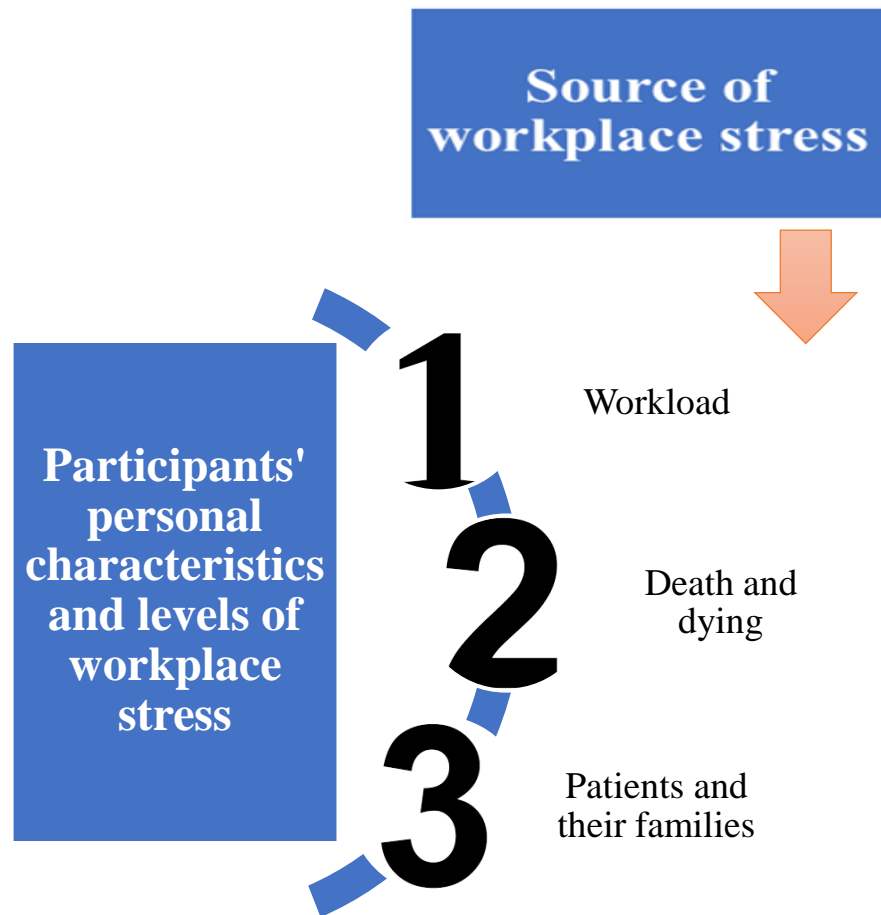 Source of
workplace stress
Participants'
personal
characteristics
and levels of
workplace
stress
1
Workload
2
Death and
dying
3
Patients and
their families